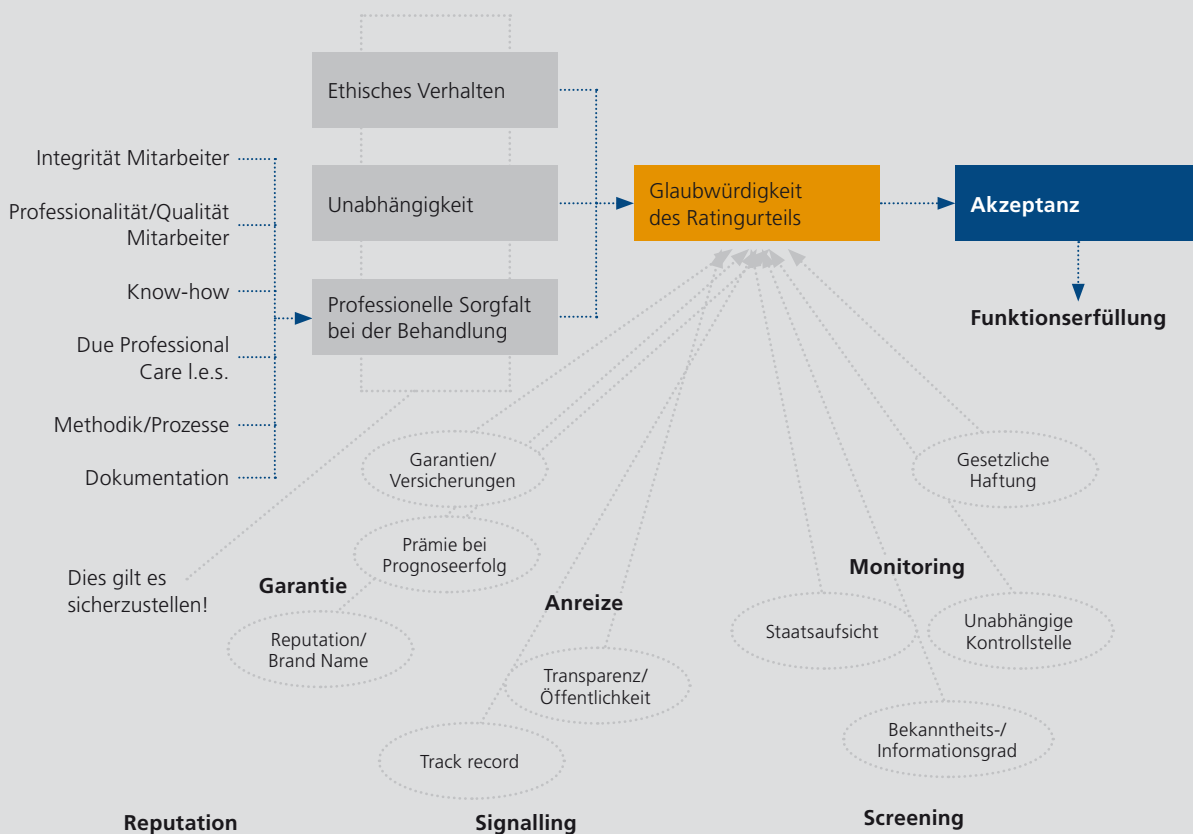 Ethisches Verhalten
Integrität Mitarbeiter
Professionalität/Qualität
Mitarbeiter
Know-how
Due Professional
Care l.e.s.
Methodik/Prozesse
Dokumentation
Unabhängigkeit
Professionelle Sorgfalt
bei der Behandlung
Glaubwürdigkeit
des Ratingurteils
Akzeptanz
Funktionserfüllung
Garantien/
Versicherungen
Gesetzliche
Haftung
Prämie bei
Prognoseerfolg
Dies gilt es
sicherzustellen!
Garantie
Anreize
Monitoring
Reputation/
Brand Name
Staatsaufsicht
Unabhängige
Kontrollstelle
Transparenz/
Öffentlichkeit
Track record
Bekanntheits-/
Informationsgrad
Reputation
Signalling
Screening